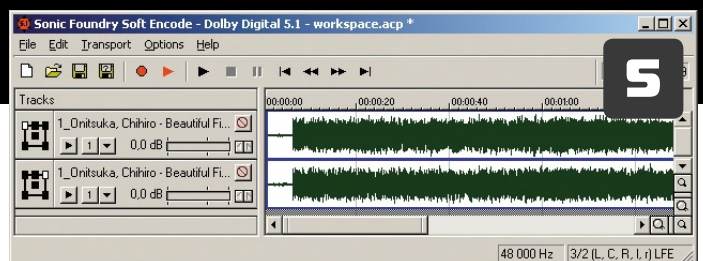 Sonic Foundry Soft Encode - Dolby Digital 5.1 - workspace.acp *
File Edit Transport Options Help
S
Tracks
00:00:00 00:00:20 00:00:40 00:01:00
1_Onitsuka, Chihiro - Beautiful Fi...
1 0,0 dB
1_Onitsuka, Chihiro - Beautiful Fi...
1 0,0 dB
48 000 Hz 3/2 (L, C, R, l, r) LFE